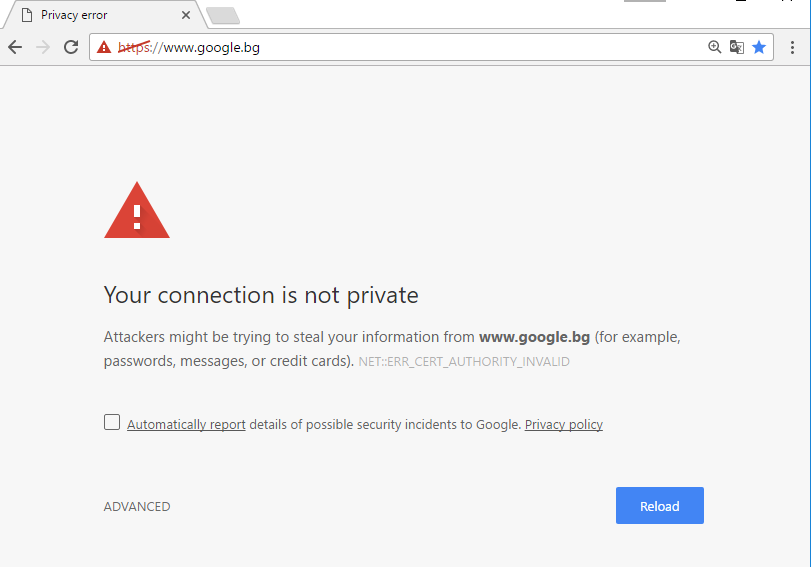 Privacy error
https://www.google.bg
Your connection is not private
Attackers might be trying to steal your information from www.google.bg (for example,
passwords, messages, or credit cards). NET::ERR_CERT_AUTHORITY_INVALID
Automatically report details of possible security incidents to Google. Privacy policy
ADVANCED
Reload